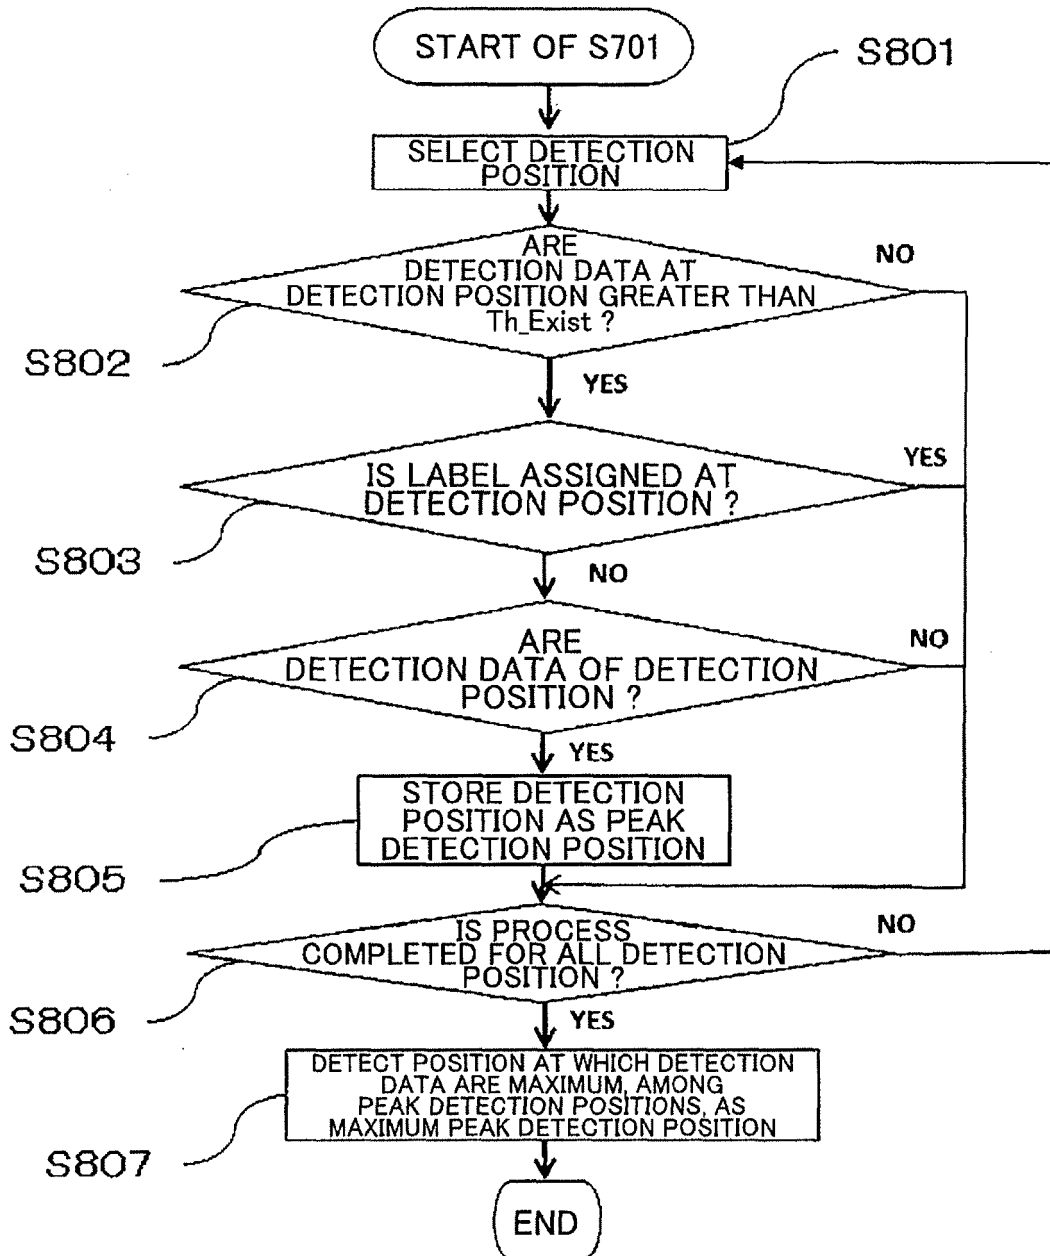 START OF S701
S801
SELECT DETECTION
POSITION
ARE
DETECTION DATA AT
DETECTION POSITION GREATER THAN
Th_Exist ?
NO
S802
YES
IS LABEL ASSIGNED AT
DETECTION POSITION ?
YES
S803
NO
ARE
DETECTION DATA OF DETECTION
POSITION ?
NO
S804
YES
STORE DETECTION
POSITION AS PEAK
DETECTION POSITION
S805
IS PROCESS
COMPLETED FOR ALL DETECTION
POSITION ?
NO
S806
YES
DETECT POSITION AT WHICH DETECTION
DATA ARE MAXIMUM, AMONG
PEAK DETECTION POSITIONS, AS
MAXIMUM PEAK DETECTION POSITION
S807
END